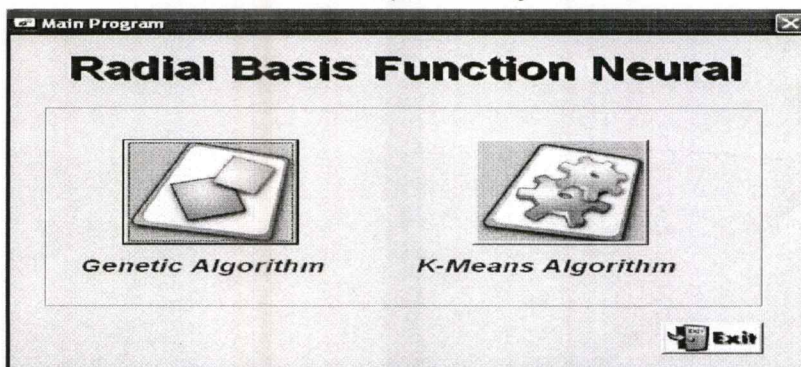 Main Program
Radial Basis Function Neural
Genetic Algorithm
K-Means Algorithm
Exit